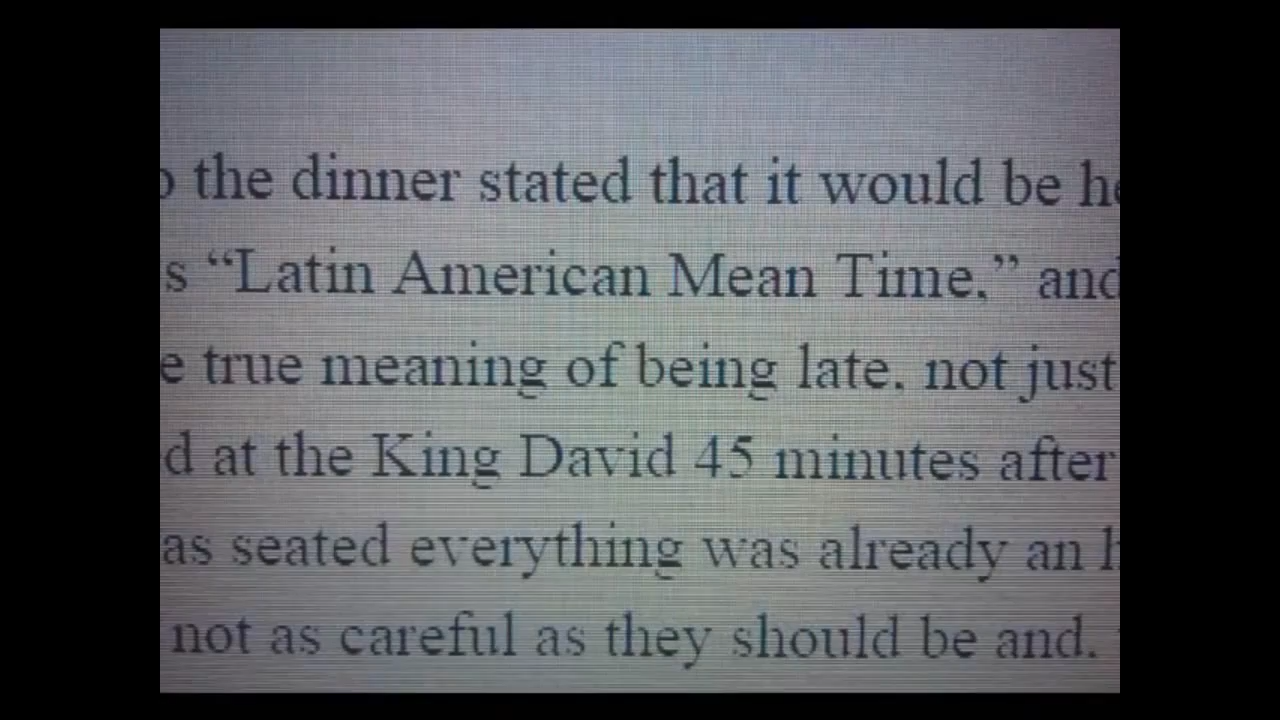 the dinner stated that it would be
s “Latin American Mean Time,” and
e true meaning of being late, not just
d at the King David 45 minutes after
as seated everything was already an h
not as careful as they should be and,